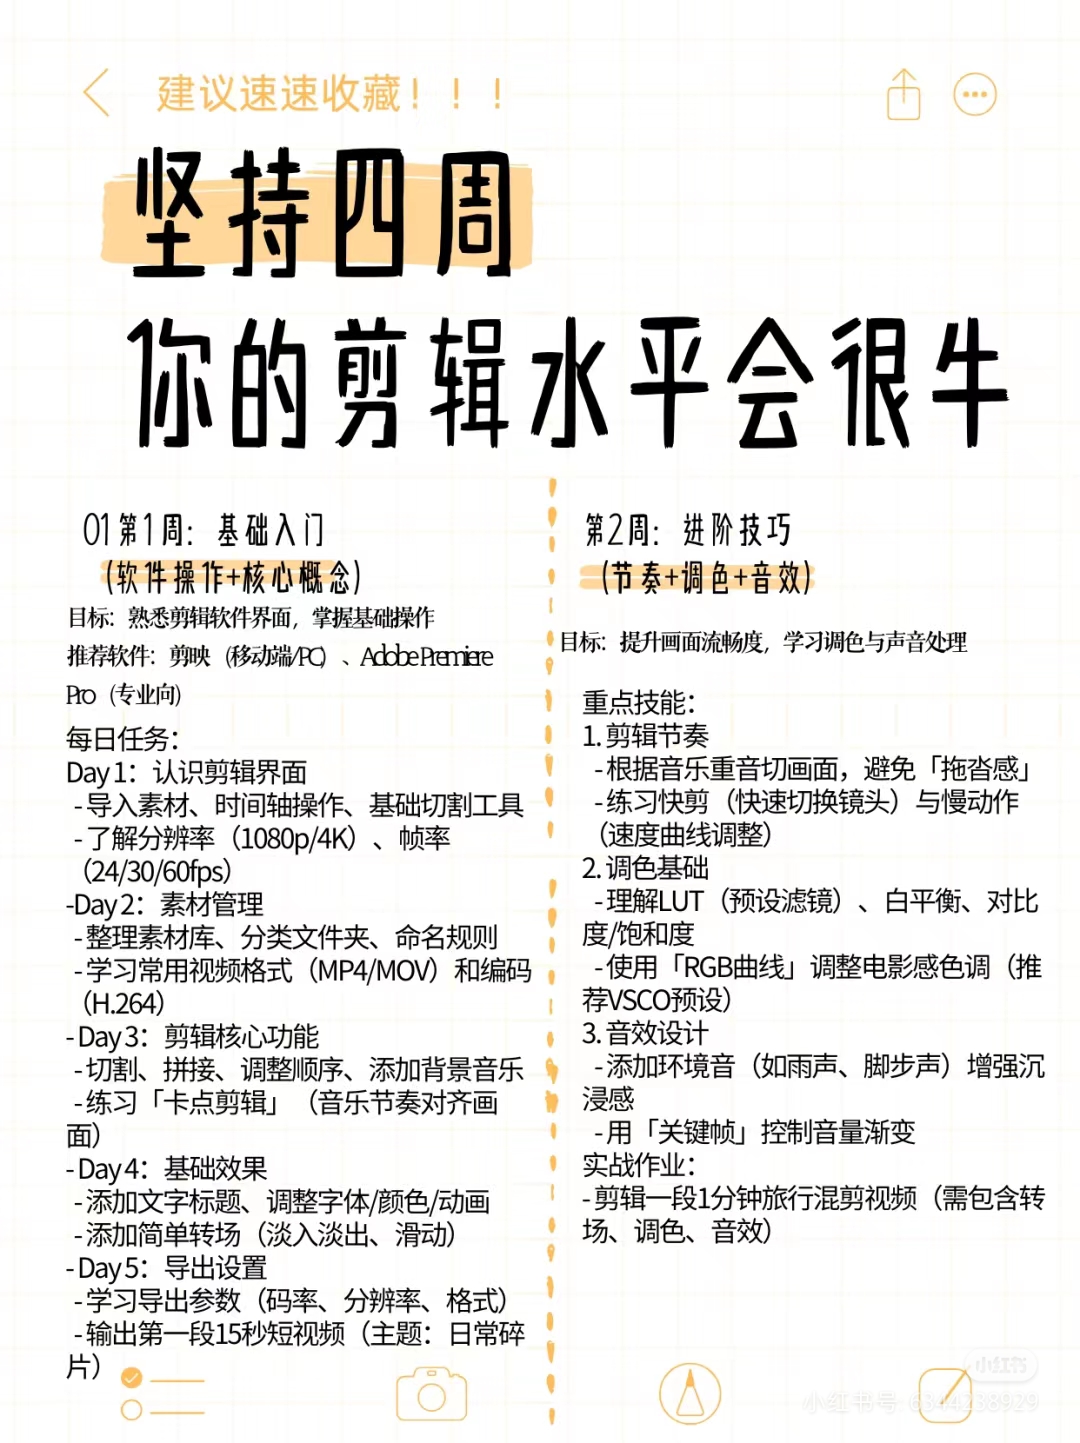 建议速速收藏！！！
坚持四周
你的剪辑水平会很牛
01 第1周：基础入门
(软件操作+核心概念)
目标：熟悉剪辑软件界面，掌握基础操作
推荐软件：剪映（移动端/PC）、Adobe Premiere
Pro（专业向）
每日任务：
Day 1：认识剪辑界面
- 导入素材、时间轴操作、基础切割工具
- 了解分辨率（1080p/4K）、帧率
（24/30/60fps）
-Day 2：素材管理
- 整理素材库、分类文件夹、命名规则
- 学习常用视频格式（MP4/MOV）和编码
（H.264）
- Day 3：剪辑核心功能
- 切割、拼接、调整顺序、添加背景音乐
- 练习「卡点剪辑」（音乐节奏对齐画
面）
- Day 4：基础效果
- 添加文字标题、调整字体/颜色/动画
- 添加简单转场（淡入淡出、滑动）
- Day 5：导出设置
- 学习导出参数（码率、分辨率、格式）
- 输出第一段15秒短视频（主题：日常碎
片）
第2周：进阶技巧
(节奏+调色+音效)
目标：提升画面流畅度，学习调色与声音处理
重点技能：
1. 剪辑节奏
- 根据音乐重音切画面，避免「拖沓感」
- 练习快剪（快速切换镜头）与慢动作
（速度曲线调整）
2. 调色基础
- 理解LUT（预设滤镜）、白平衡、对比
度/饱和度
- 使用「RGB曲线」调整电影感色调（推
荐VSCO预设）
3. 音效设计
- 添加环境音（如雨声、脚步声）增强沉
浸感
- 用「关键帧」控制音量渐变
实战作业：
- 剪辑一段1分钟旅行混剪视频（需包含转
场、调色、音效）
小红书
小红书号: 6344238929